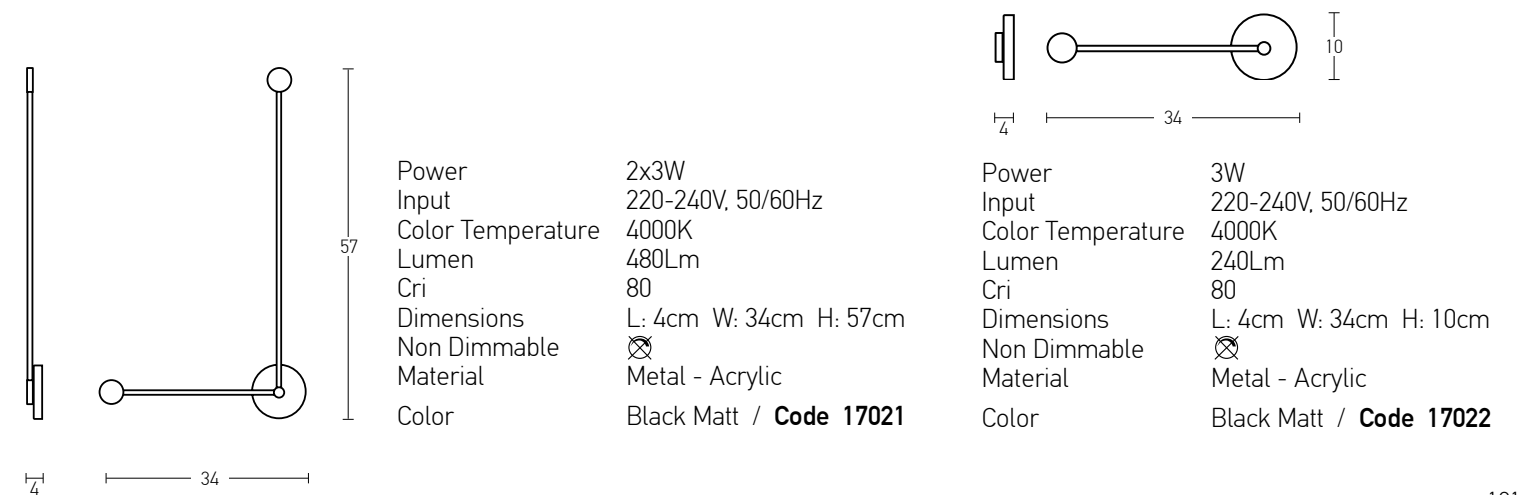 57
4
34
Power 2x3W
Input 220-240V, 50/60Hz
Color Temperature 4000K
Lumen 480Lm
Cri 80
Dimensions L: 4cm W: 34cm H: 57cm
Non Dimmable
Material Metal - Acrylic
Color Black Matt / Code 17021
10
4
34
Power 3W
Input 220-240V, 50/60Hz
Color Temperature 4000K
Lumen 240Lm
Cri 80
Dimensions L: 4cm W: 34cm H: 10cm
Non Dimmable
Material Metal - Acrylic
Color Black Matt / Code 17022